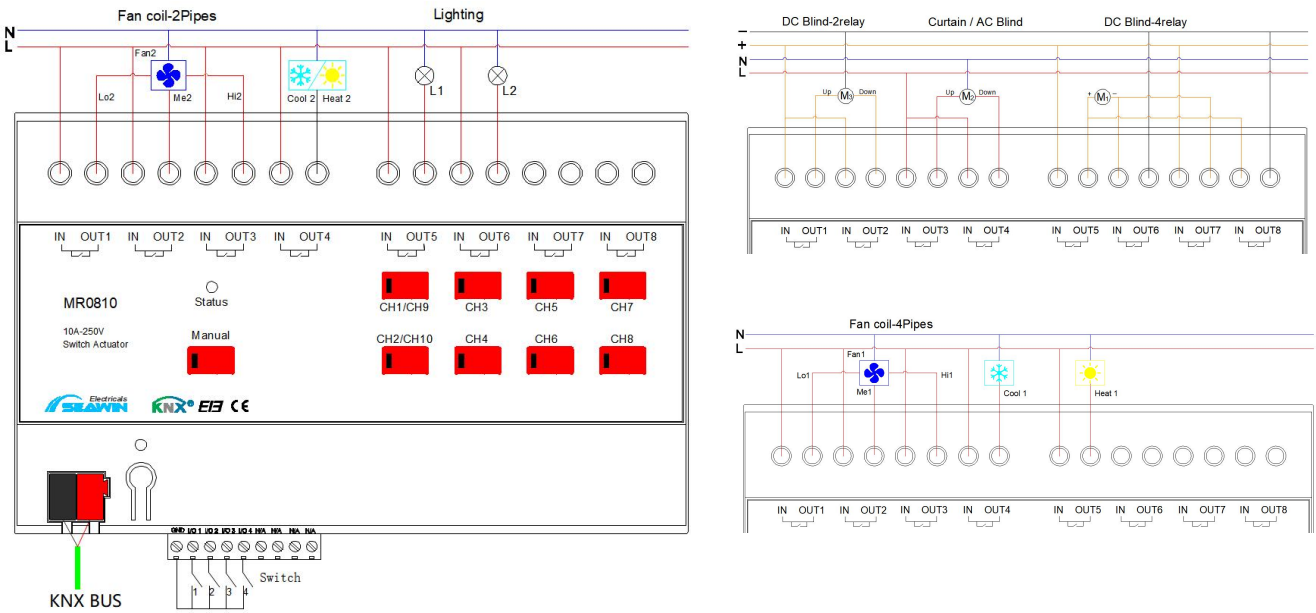 Fan coil-2Pipes
Lighting
N
L
Fan2
Lo2
Me2
Hi2
Cool 2
Heat 2
L1
L2
IN OUT1 IN OUT2 IN OUT3 IN OUT4 IN OUT5 IN OUT6 IN OUT7 IN OUT8
MR0810
10A-250V
Switch Actuator
Status
Manual
CH1/CH9
CH3
CH5
CH7
CH2/CH10
CH4
CH6
CH8
Electricals
SEAWIN
KNX® EIB CE
GND I/O 1 I/O 2 I/O 3 I/O 4 N/A N/A N/A N/A
1 2 3 4
Switch
KNX BUS
DC Blind-2relay
Curtain / AC Blind
DC Blind-4relay
−
+
N
L
Up M3 Down
Up M2 Down
+ M1 −
IN OUT1 IN OUT2 IN OUT3 IN OUT4 IN OUT5 IN OUT6 IN OUT7 IN OUT8
Fan coil-4Pipes
N
L
Fan1
Lo1
Me1
Hi1
Cool 1
Heat 1
IN OUT1 IN OUT2 IN OUT3 IN OUT4 IN OUT5 IN OUT6 IN OUT7 IN OUT8